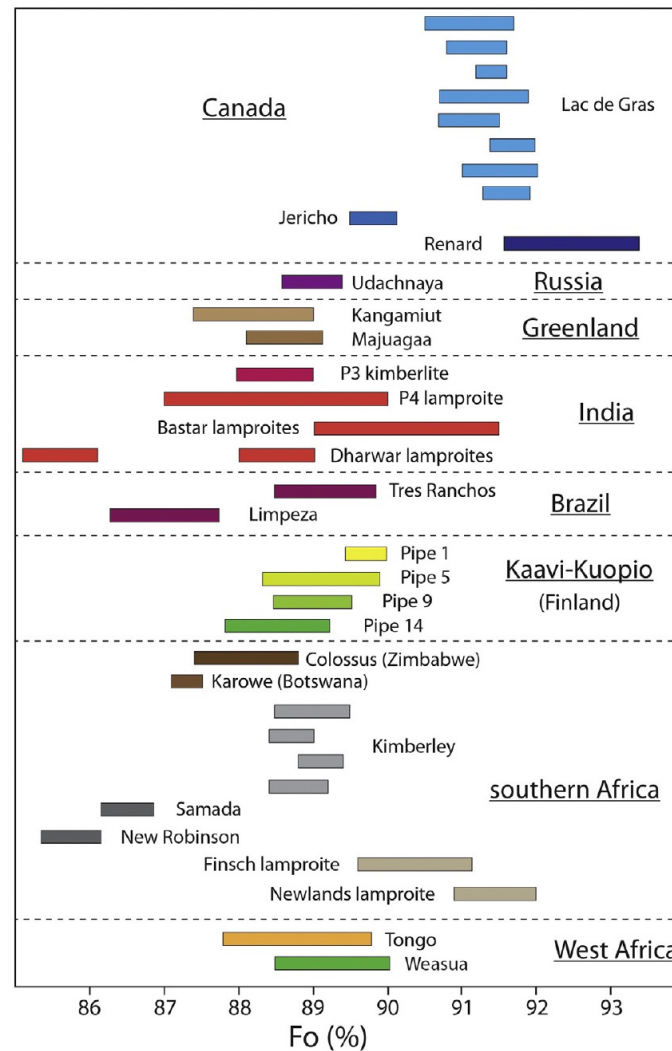 Canada
Lac de Gras
Jericho
Renard
Udachnaya
Russia
Kangamiut
Majuagaa
Greenland
P3 kimberlite
P4 lamproite
India
Bastar lamproites
Dharwar lamproites
Tres Ranchos
Brazil
Limpeza
Pipe 1
Pipe 5
Kaavi-Kuopio
Pipe 9
(Finland)
Pipe 14
Colossus (Zimbabwe)
Karowe (Botswana)
Kimberley
southern Africa
Samada
New Robinson
Finsch lamproite
Newlands lamproite
Tongo
West Africa
Weasua
86 87 88 89 90 91 92 93
Fo (%)